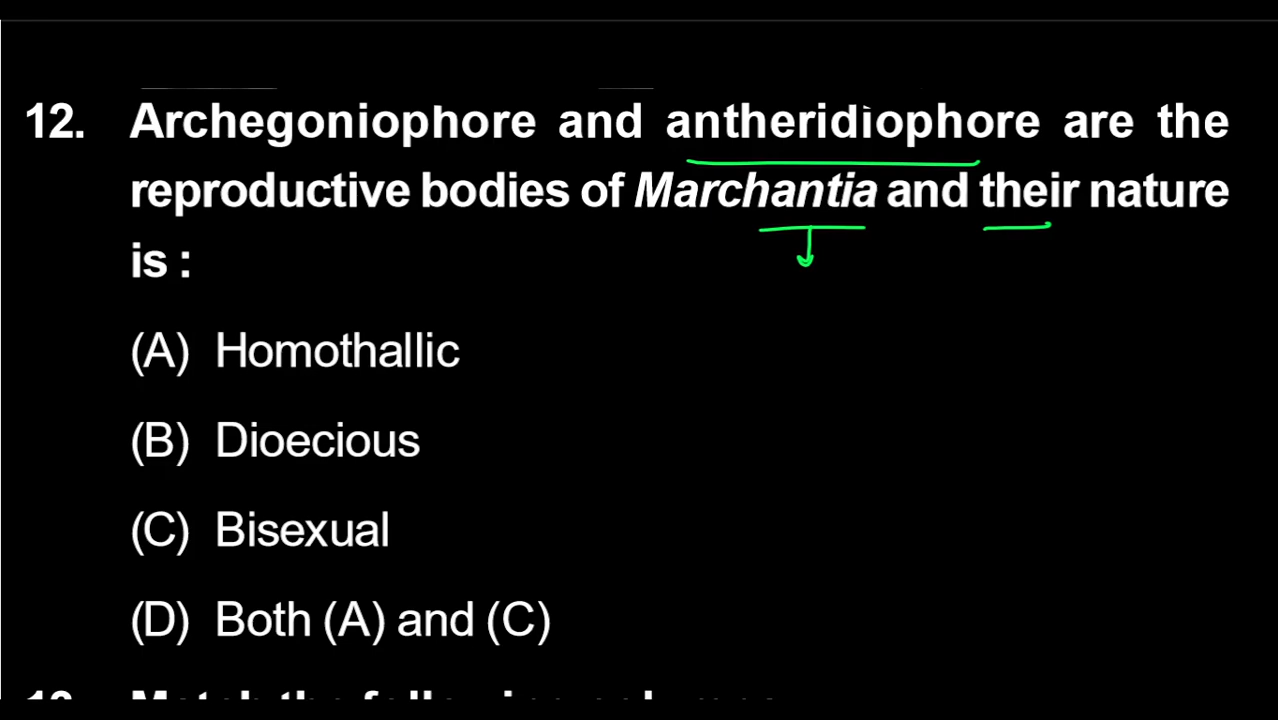 12. Archegoniophore and antheridiophore are the
reproductive bodies of Marchantia and their nature
is :
(A) Homothallic
(B) Dioecious
(C) Bisexual
(D) Both (A) and (C)